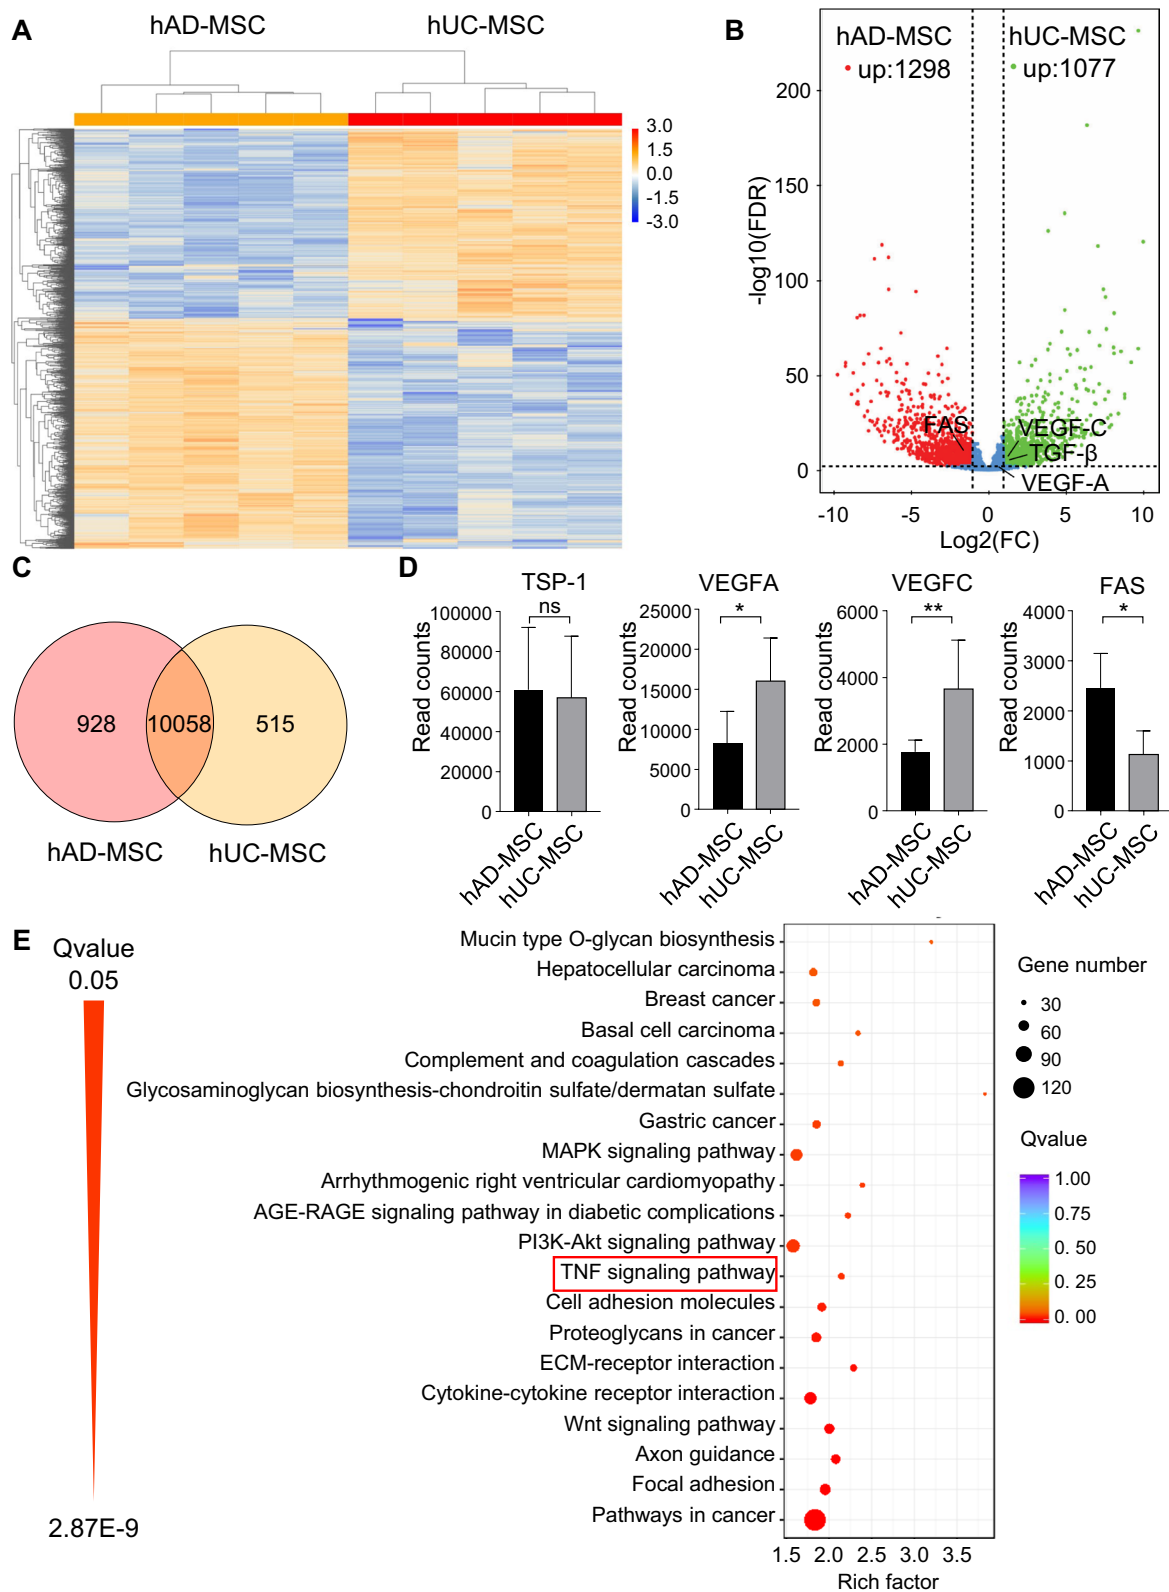 A
hAD-MSC
hUC-MSC
3.0
1.5
0.0
-1.5
-3.0
B
hAD-MSC
hUC-MSC
up:1298
up:1077
-log10(FDR)
200
150
100
50
0
FAS
VEGF-C
TGF-β
VEGF-A
-10
-5
0
5
10
Log2(FC)
C
928
10058
515
hAD-MSC
hUC-MSC
D
TSP-1
ns
Read counts
100000
80000
60000
40000
20000
0
hAD-MSC
hUC-MSC
VEGFA
*
Read counts
25000
20000
15000
10000
5000
0
hAD-MSC
hUC-MSC
VEGFC
**
Read counts
6000
4000
2000
0
hAD-MSC
hUC-MSC
FAS
*
Read counts
4000
3000
2000
1000
0
hAD-MSC
hUC-MSC
E
Qvalue
0.05
2.87E-9
Mucin type O-glycan biosynthesis
Hepatocellular carcinoma
Breast cancer
Basal cell carcinoma
Complement and coagulation cascades
Glycosaminoglycan biosynthesis-chondroitin sulfate/dermatan sulfate
Gastric cancer
MAPK signaling pathway
Arrhythmogenic right ventricular cardiomyopathy
AGE-RAGE signaling pathway in diabetic complications
PI3K-Akt signaling pathway
TNF signaling pathway
Cell adhesion molecules
Proteoglycans in cancer
ECM-receptor interaction
Cytokine-cytokine receptor interaction
Wnt signaling pathway
Axon guidance
Focal adhesion
Pathways in cancer
1.5
2.0
2.5
3.0
3.5
Rich factor
Gene number
30
60
90
120
Qvalue
1.00
0.75
0. 50
0. 25
0. 00